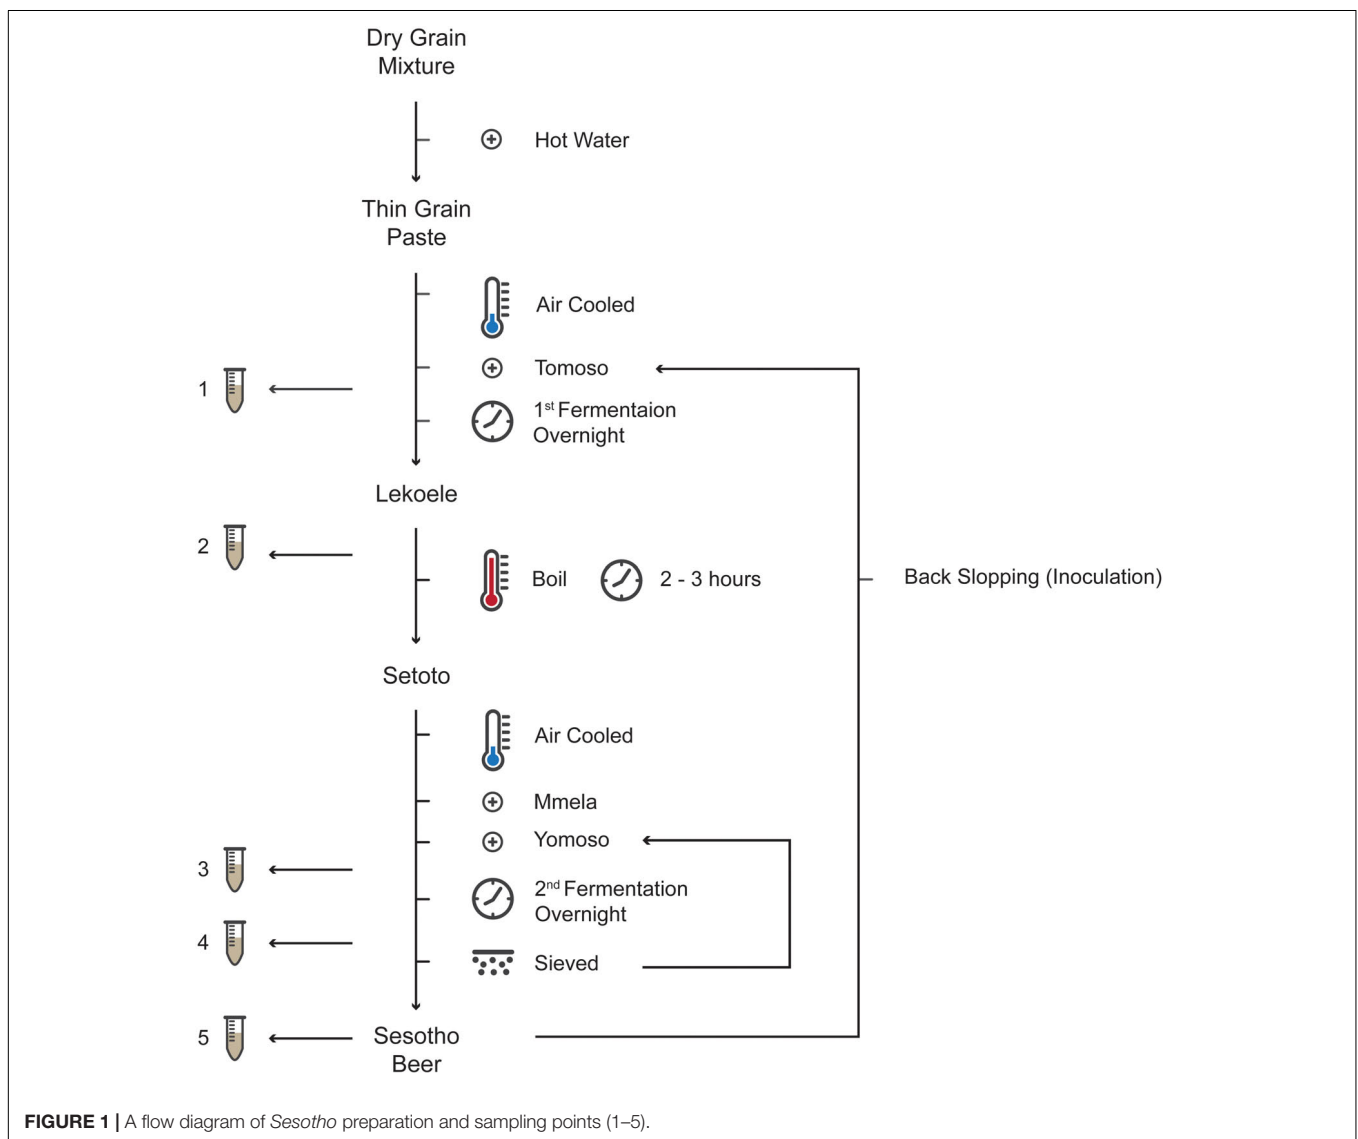 Dry Grain
Mixture
Hot Water
Thin Grain
Paste
Air Cooled
Tomoso
1
1st Fermentaion
Overnight
Lekoele
2
Boil
2 - 3 hours
Back Slopping (Inoculation)
Setoto
Air Cooled
Mmela
Yomoso
3
2nd Fermentation
Overnight
4
Sieved
5
Sesotho
Beer
FIGURE 1 | A flow diagram of Sesotho preparation and sampling points (1–5).